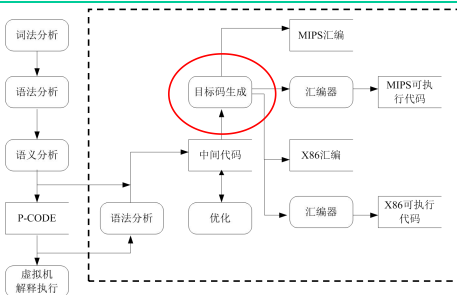 词法分析
语法分析
语义分析
P-CODE
虚拟机
解释执行
语法分析
中间代码
优化
目标码生成
MIPS汇编
汇编器
MIPS可执
行代码
X86汇编
汇编器
X86可执行
代码